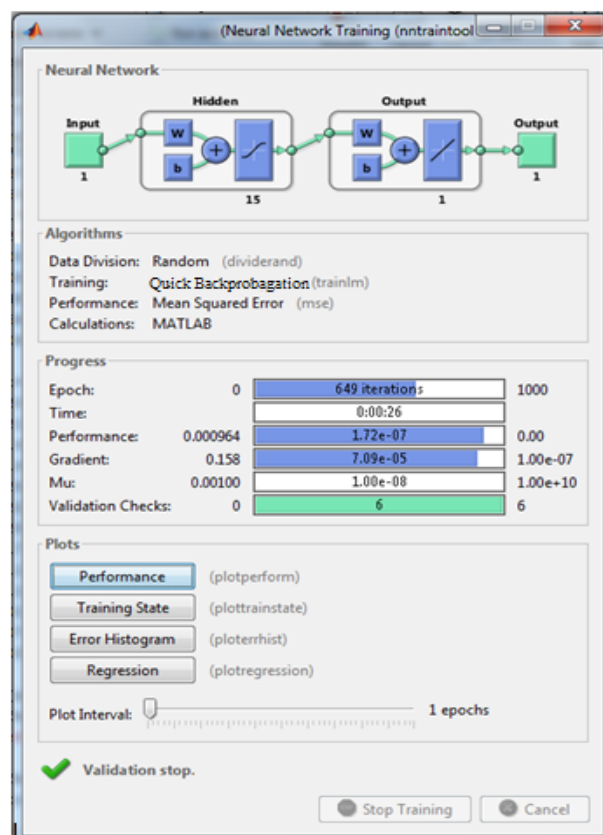 (Neural Network Training (nntraintool
Neural Network
Hidden Output
Input Output
W W
b b
1 15 1 1
Algorithms
Data Division: Random (dividerand)
Training: Quick Backprobagation (trainlm)
Performance: Mean Squared Error (mse)
Calculations: MATLAB
Progress
Epoch: 0 649 iterations 1000
Time: 0:00:26
Performance: 0.000964 1.72e-07 0.00
Gradient: 0.158 7.09e-05 1.00e-07
Mu: 0.00100 1.00e-08 1.00e+10
Validation Checks: 0 6 6
Plots
Performance (plotperform)
Training State (plottrainstate)
Error Histogram (ploterrhist)
Regression (plotregression)
Plot Interval: 1 epochs
Validation stop.
Stop Training Cancel